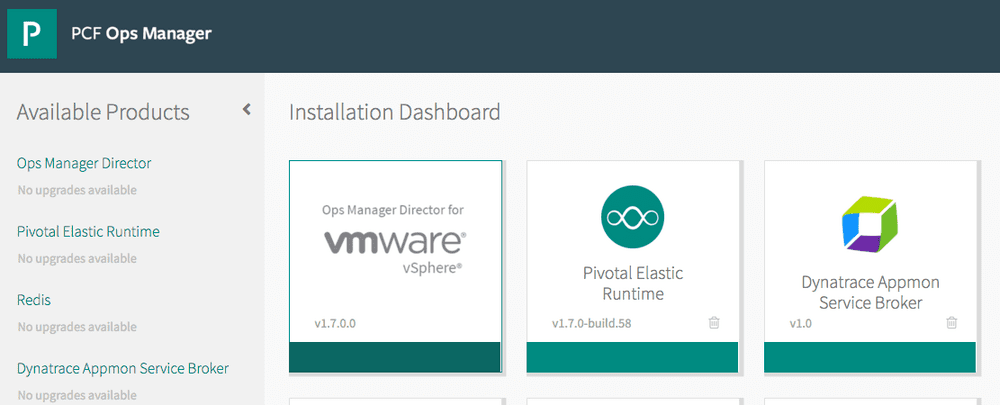 P
PCF Ops Manager
Available Products
Ops Manager Director
No upgrades available
Pivotal Elastic Runtime
No upgrades available
Redis
No upgrades available
Dynatrace Appmon Service Broker
No upgrades available
Installation Dashboard
Ops Manager Director for
vmware®
vSphere®
v1.7.0.0
Pivotal Elastic
Runtime
v1.7.0-build.58
Dynatrace Appmon
Service Broker
v1.0